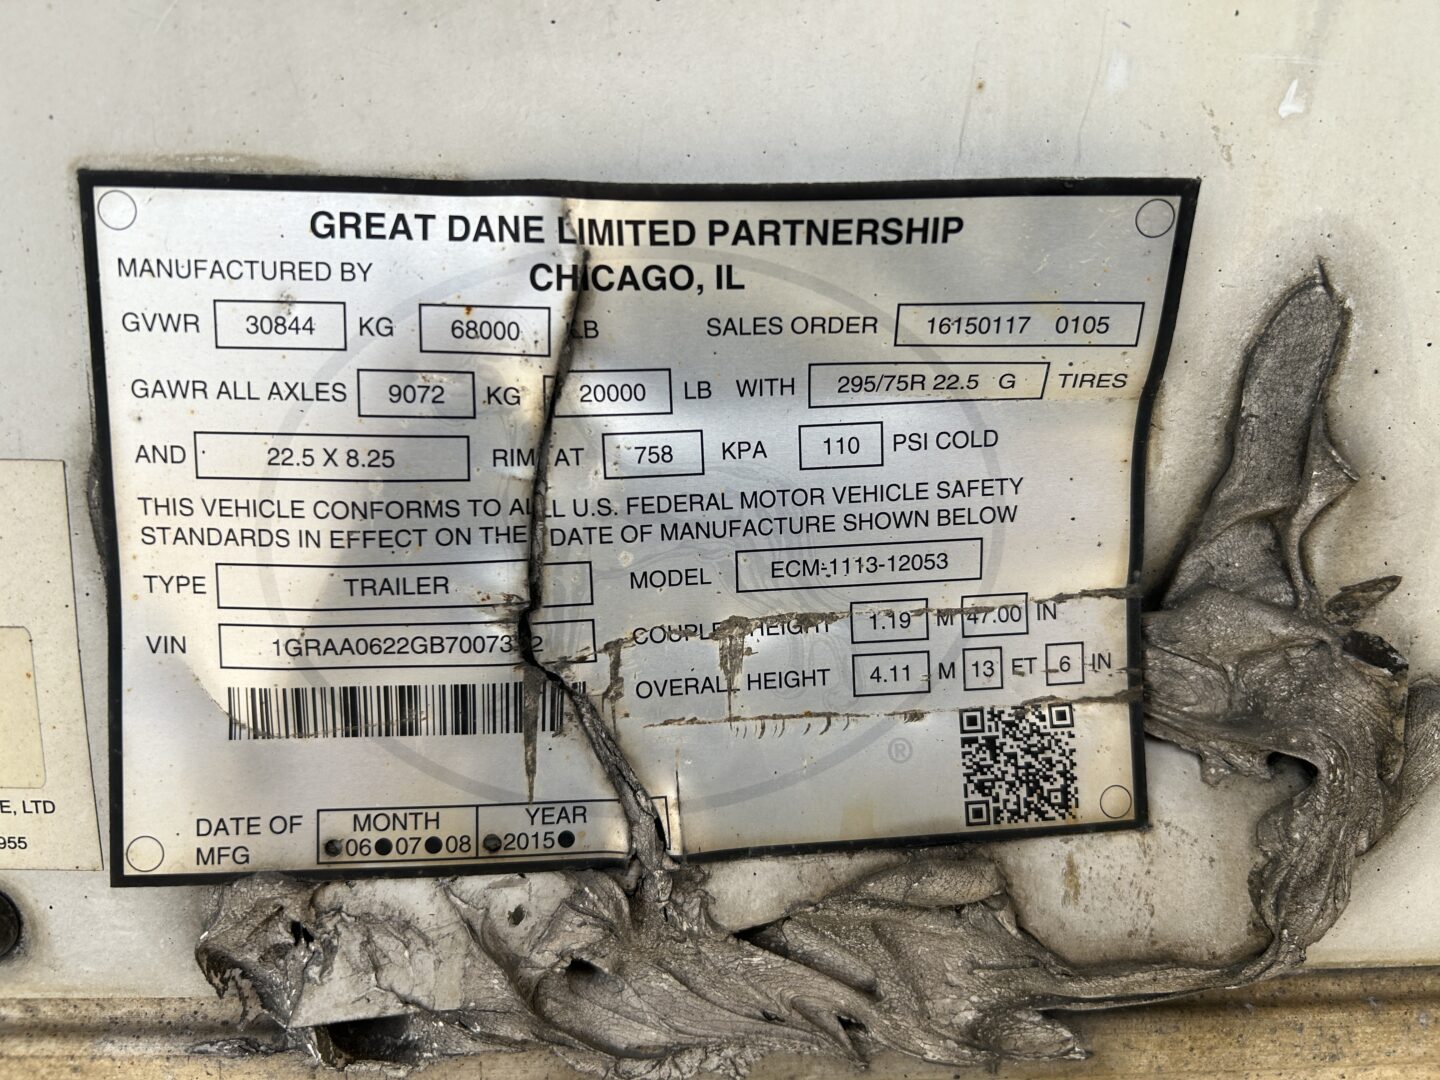 GREAT DANE LIMITED PARTNERSHIP
MANUFACTURED BY CHICAGO, IL
GVWR 30844 KG 68000 LB SALES ORDER 16150117 0105
GAWR ALL AXLES 9072 KG 20000 LB WITH 295/75R 22.5 G TIRES
AND 22.5 X 8.25 RIM AT 758 KPA 110 PSI COLD
THIS VEHICLE CONFORMS TO ALL U.S. FEDERAL MOTOR VEHICLE SAFETY
STANDARDS IN EFFECT ON THE DATE OF MANUFACTURE SHOWN BELOW
TYPE TRAILER MODEL ECM-1113-12053
VIN COUPLER HEIGHT 1.19 M 47.00 IN
OVERALL HEIGHT 4.11 M 13 FT 6 IN
®
DATE OF MFG MONTH YEAR
06 07 08 2015
E, LTD
955